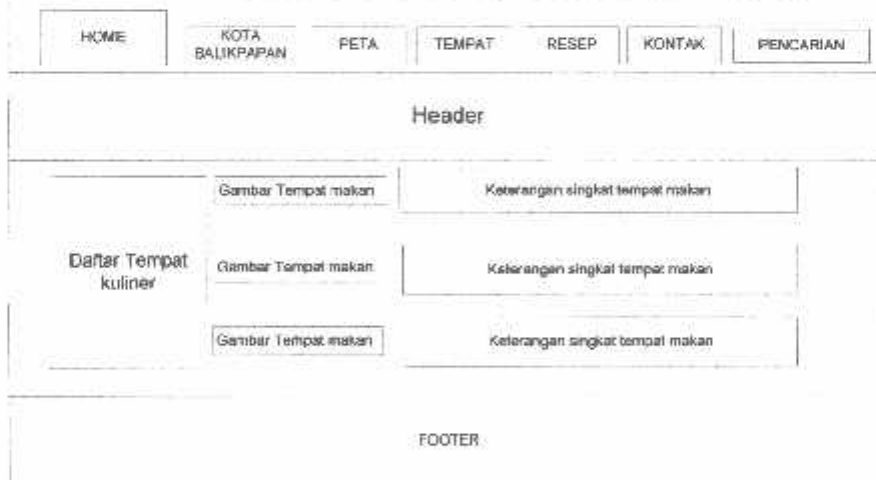 HOME
KOTA
BALIKPAPAN
PETA
TEMPAT
RESEP
KONTAK
PENCARIAN
Header
Daftar Tempat
kuliner
Gambar Tempat makan
Keterangan singkat tempat makan
Gambar Tempat makan
Keterangan singkat tempat makan
Gambar Tempat makan
Keterangan singkat tempat makan
FOOTER